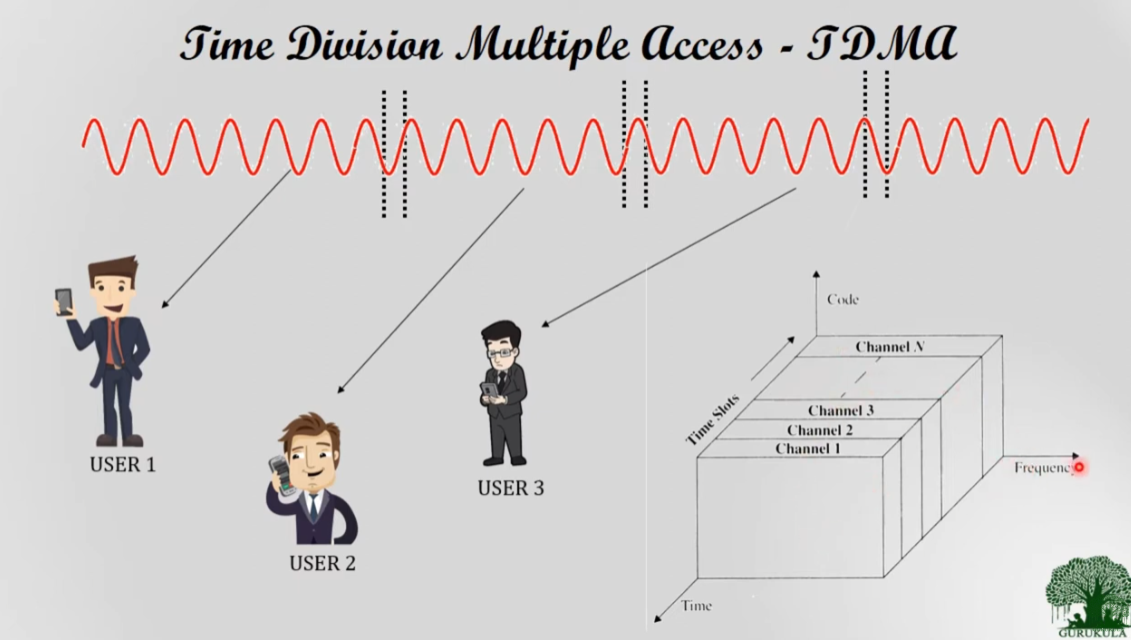 Time Division Multiple Access - TDMA
Code
Channel N
Time Slots
Channel 3
Channel 2
Channel 1
Frequency
Time
USER 1
USER 2
USER 3
GURUKULA